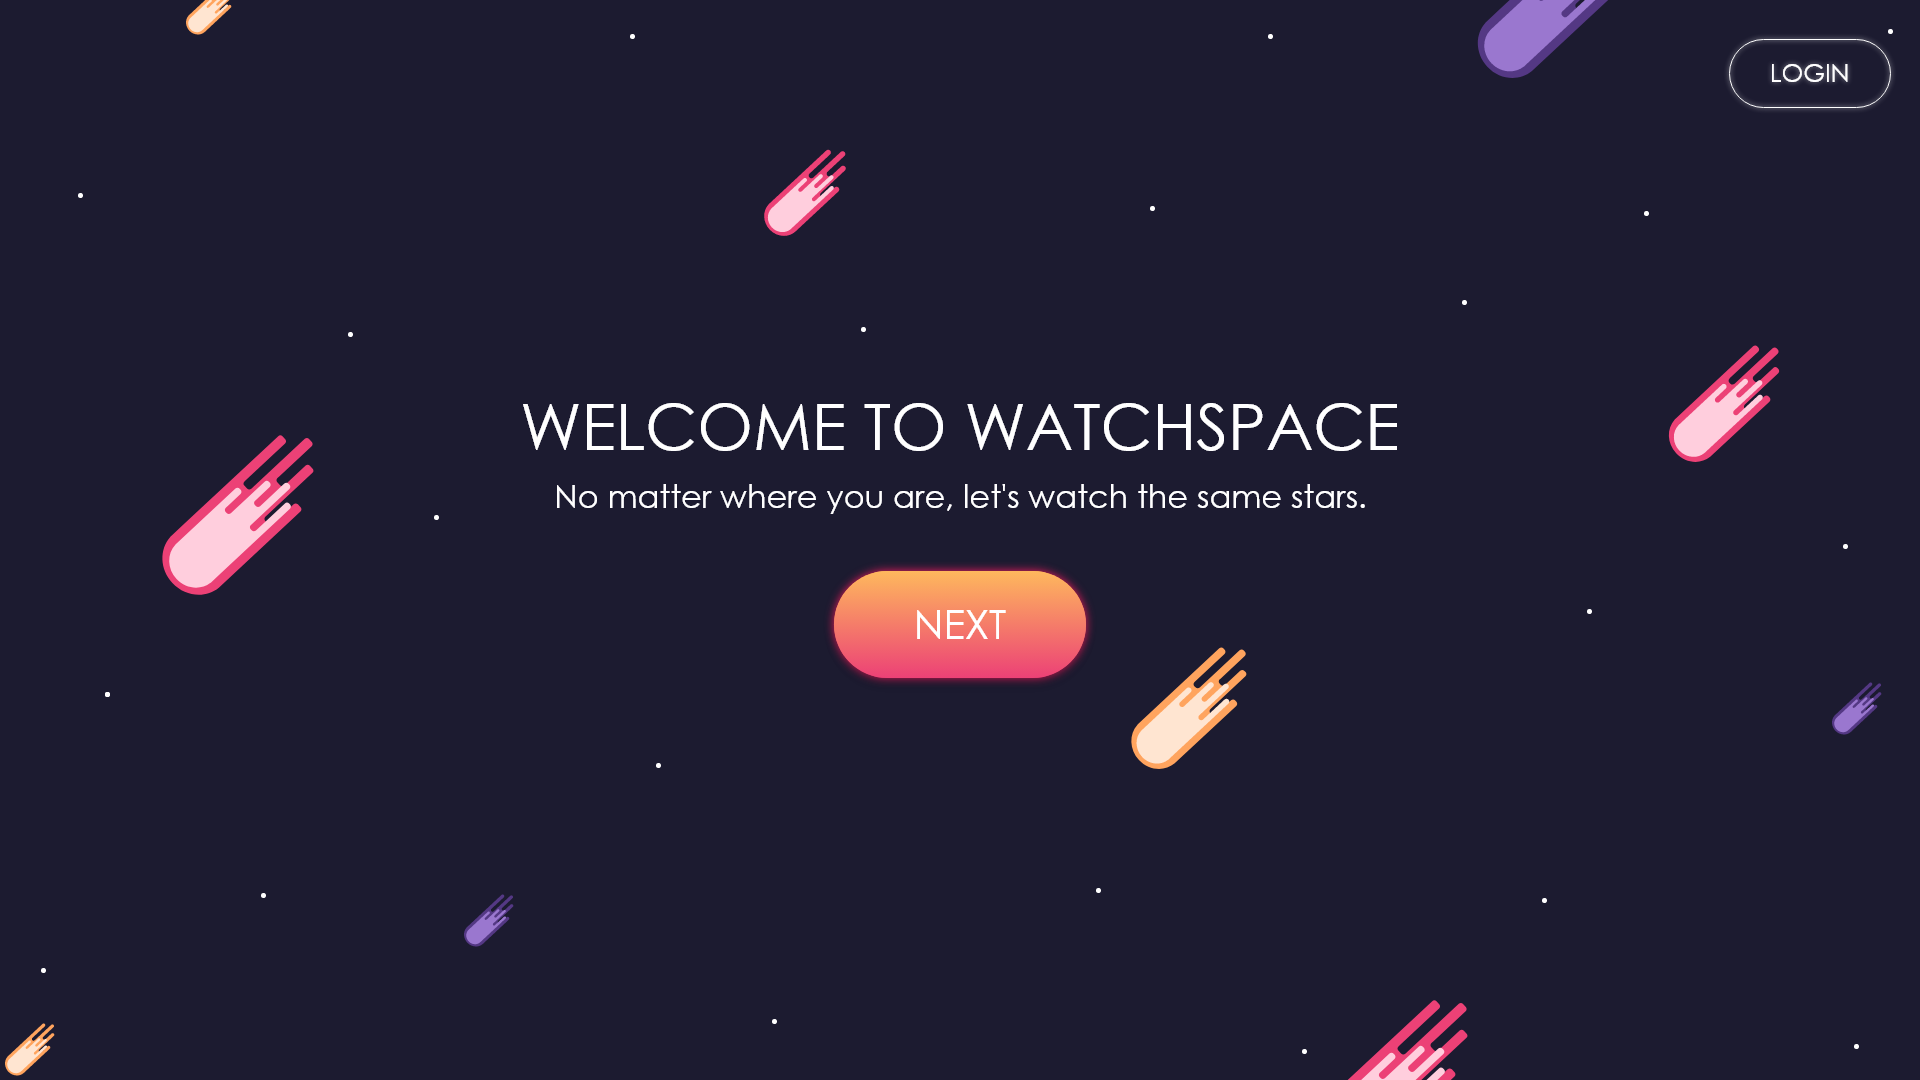 LOGIN
WELCOME TO WATCHSPACE
No matter where you are, let's watch the same stars.
NEXT